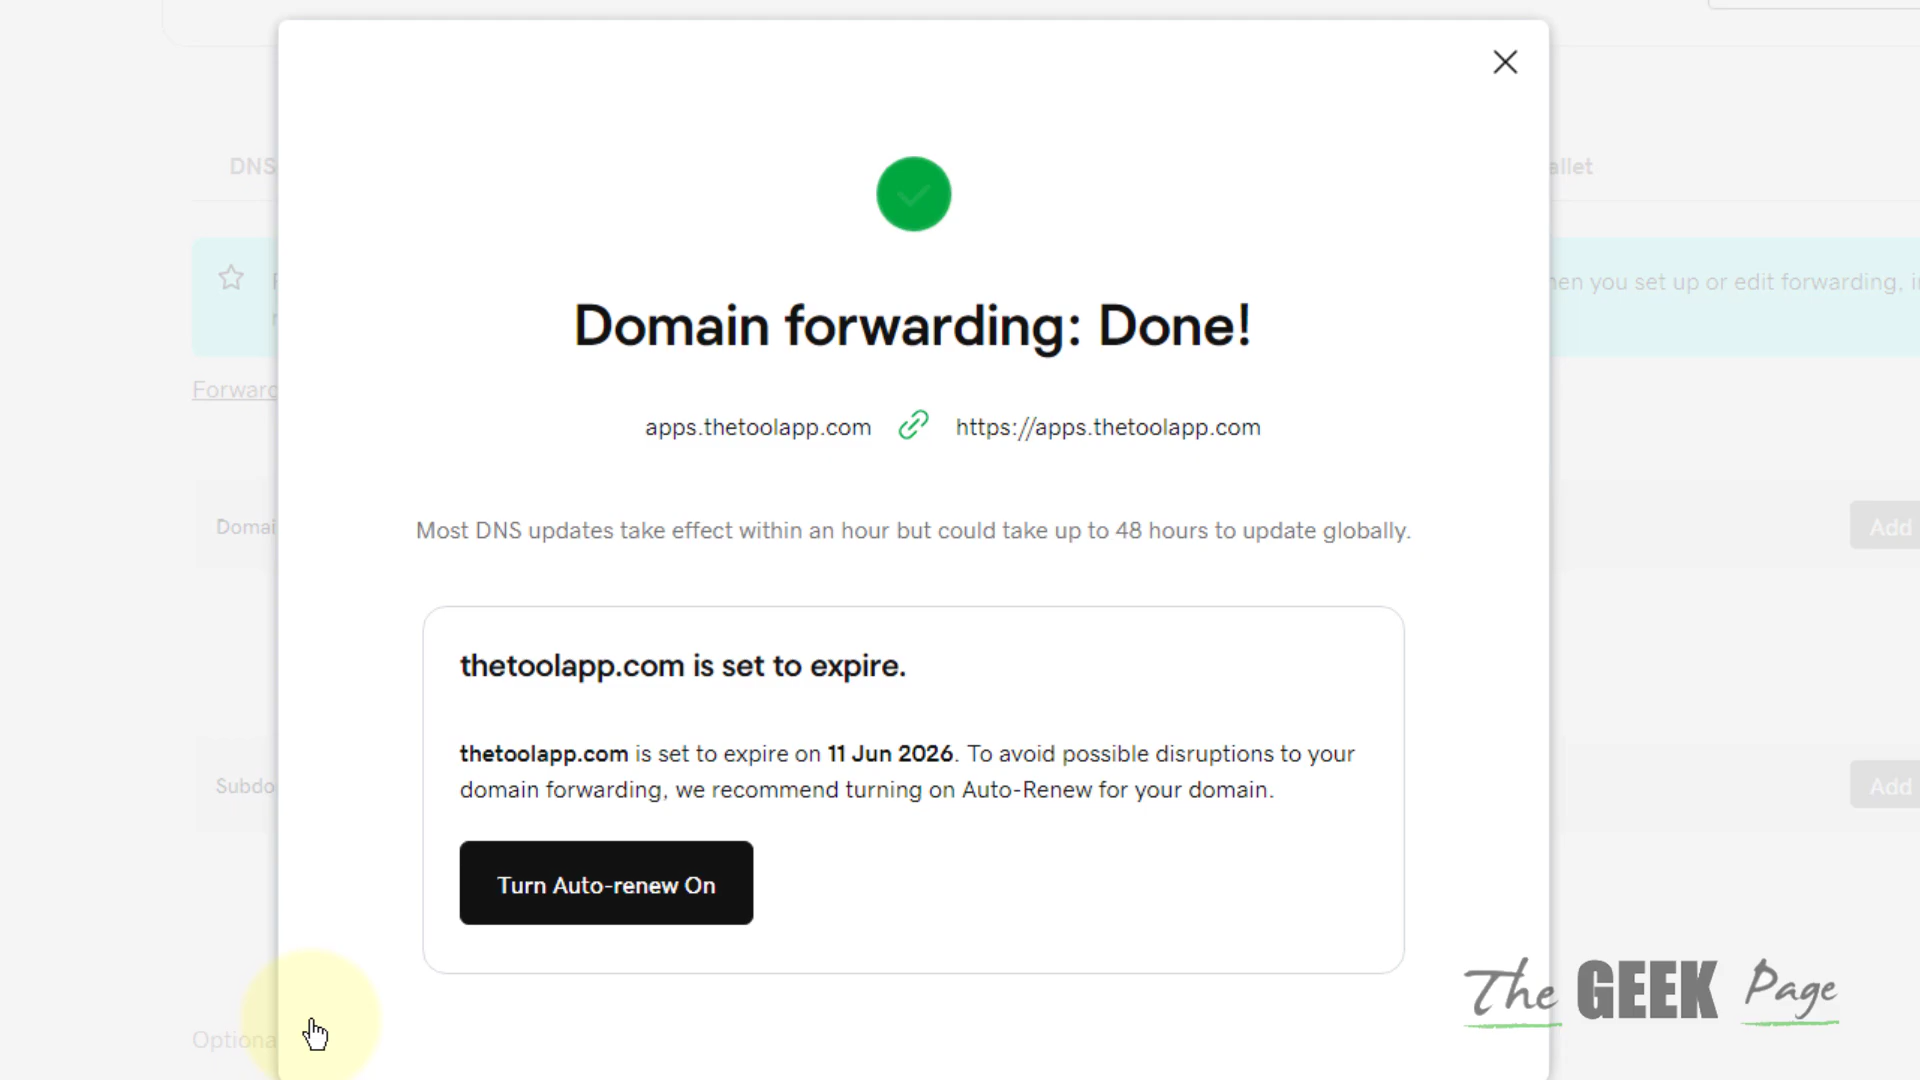 DNS
allet
hen you set up or edit forwarding, i
Domain forwarding: Done!
Forward
apps.thetoolapp.com https://apps.thetoolapp.com
Domai Most DNS updates take effect within an hour but could take up to 48 hours to update globally. Add
thetoolapp.com is set to expire.
thetoolapp.com is set to expire on 11 Jun 2026. To avoid possible disruptions to your
domain forwarding, we recommend turning on Auto-Renew for your domain.
Subdo Add
Turn Auto-renew On
The GEEK Page
Optiona